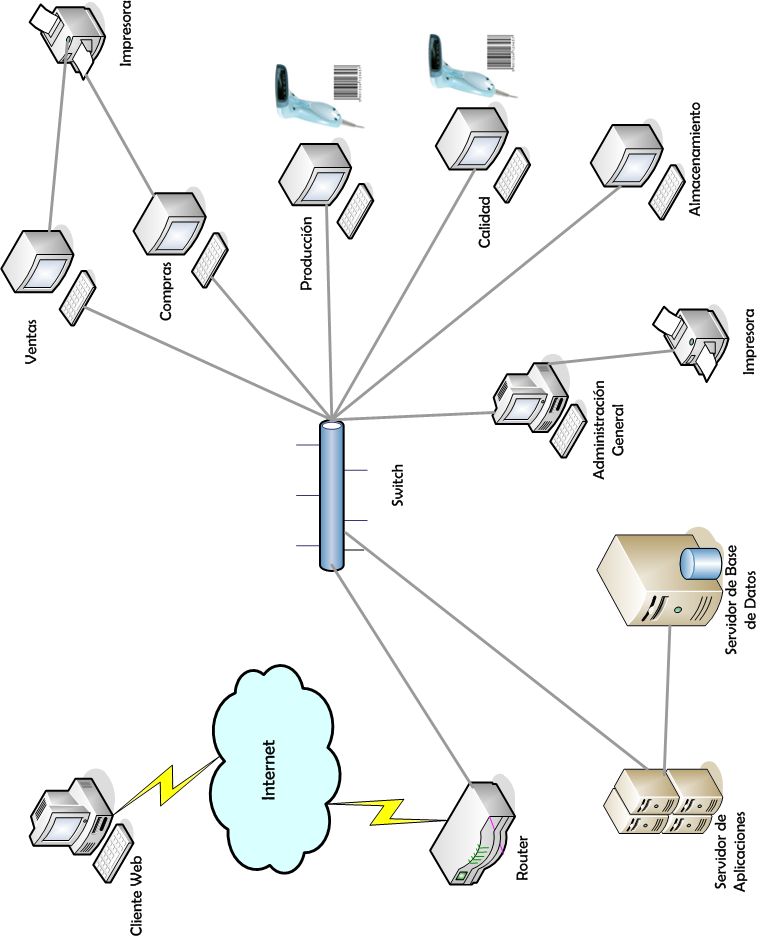 Cliente Web
Internet
Router
Servidor de
Aplicaciones
Servidor de Base
de Datos
Switch
Ventas
Compras
Producción
Calidad
Almacenamiento
Administración
General
Impresora
Impresora